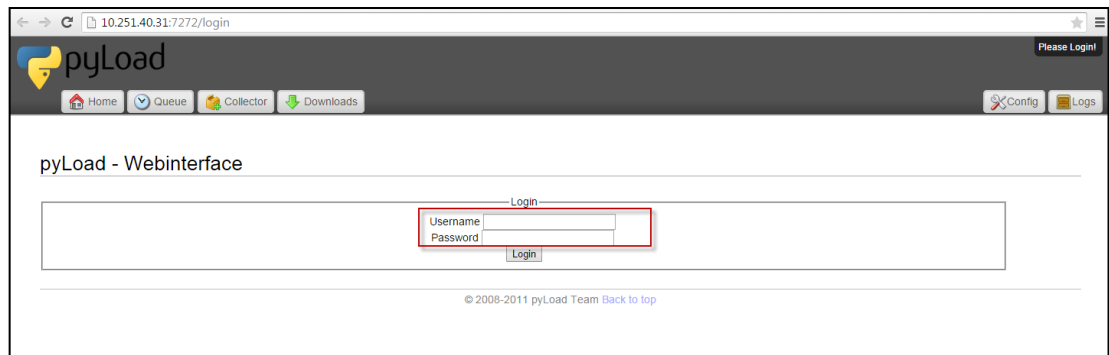 10.251.40.31:7272/login
pyLoad
Please Login!
Home Queue Collector Downloads Config Logs
pyLoad - Webinterface
Login
Username
Password
Login
© 2008-2011 pyLoad Team Back to top